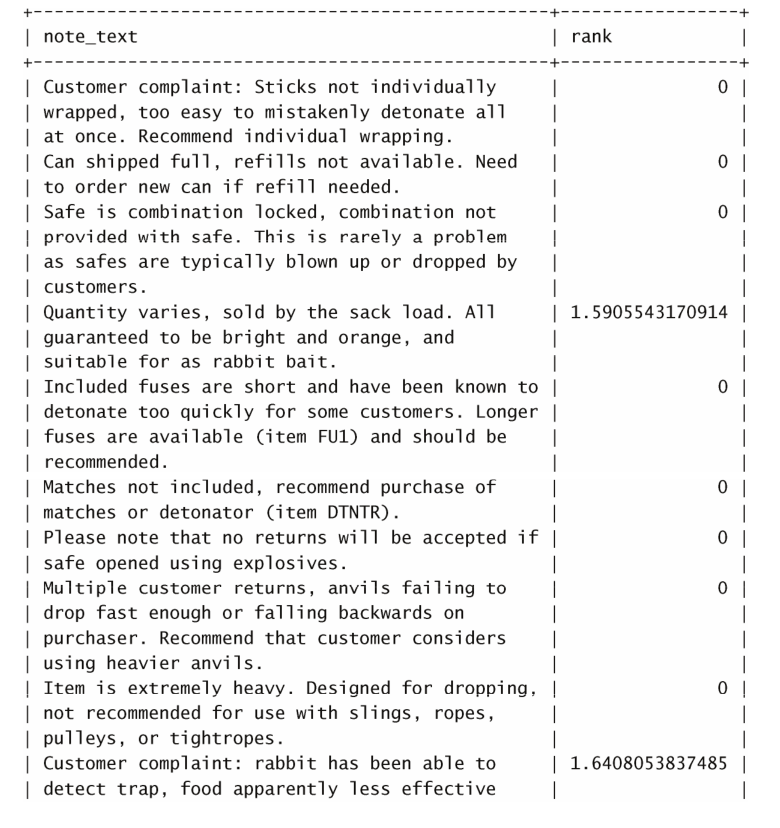 +--------------------------------------------------+-----------------+
| note_text | rank |
+--------------------------------------------------+-----------------+
| Customer complaint: Sticks not individually | 0 |
| wrapped, too easy to mistakenly detonate all | |
| at once. Recommend individual wrapping. | |
| Can shipped full, refills not available. Need | 0 |
| to order new can if refill needed. | |
| Safe is combination locked, combination not | 0 |
| provided with safe. This is rarely a problem | |
| as safes are typically blown up or dropped by | |
| customers. | |
| Quantity varies, sold by the sack load. All | 1.5905543170914 |
| guaranteed to be bright and orange, and | |
| suitable for as rabbit bait. | |
| Included fuses are short and have been known to | 0 |
| detonate too quickly for some customers. Longer | |
| fuses are available (item FU1) and should be | |
| recommended. | |
| Matches not included, recommend purchase of | 0 |
| matches or detonator (item DTNTR). | |
| Please note that no returns will be accepted if | 0 |
| safe opened using explosives. | |
| Multiple customer returns, anvils failing to | 0 |
| drop fast enough or falling backwards on | |
| purchaser. Recommend that customer considers | |
| using heavier anvils. | |
| Item is extremely heavy. Designed for dropping, | 0 |
| not recommended for use with slings, ropes, | |
| pulleys, or tightropes. | |
| Customer complaint: rabbit has been able to | 1.6408053837485 |
| detect trap, food apparently less effective | |